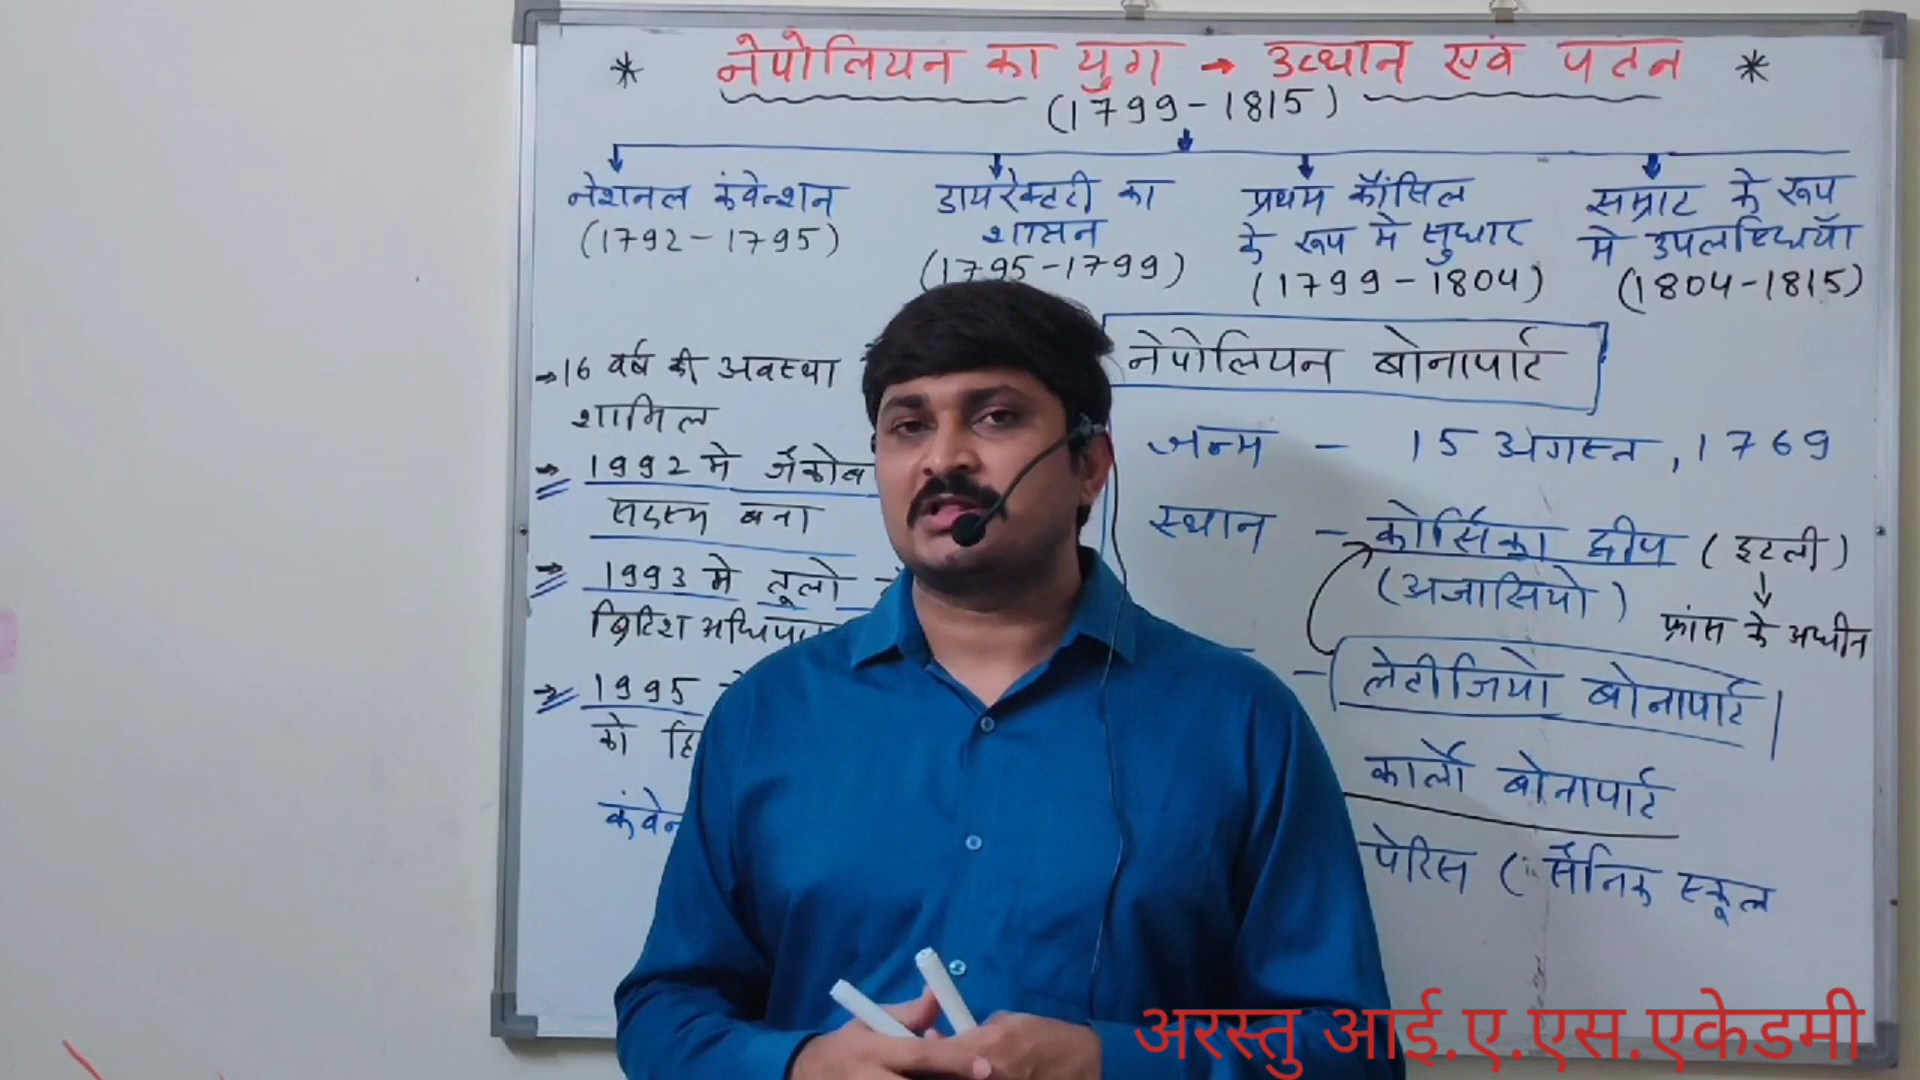 * नेपोलियन का युग → उत्थान एवं पतन *
(1799-1815)
नेशनल कंवेन्शन
(1792-1795)
डायरेक्टरी का
शासन
(1795-1799)
प्रथम कौंसिल
के रूप में सुधार
(1799-1804)
सम्राट के रूप
में उपलब्धियाँ
(1804-1815)
→16 वर्ष की अवस्था
शामिल
→ 1992 में जैकोब
सदस्य बना
→ 1993 में तूलो
ब्रिटिश
→ 1995
को
कंवेन
नेपोलियन बोनापार्ट
जन्म - 15 अगस्त, 1769
स्थान - कोर्सिका द्वीप (इटली)
(अजासियो)
फ्रांस के अधीन
- लेटीजियो बोनापार्ट
कार्लो बोनापार्ट
पेरिस (सैनिक स्कूल
अरस्तु आई.ए.एस.एकेडमी